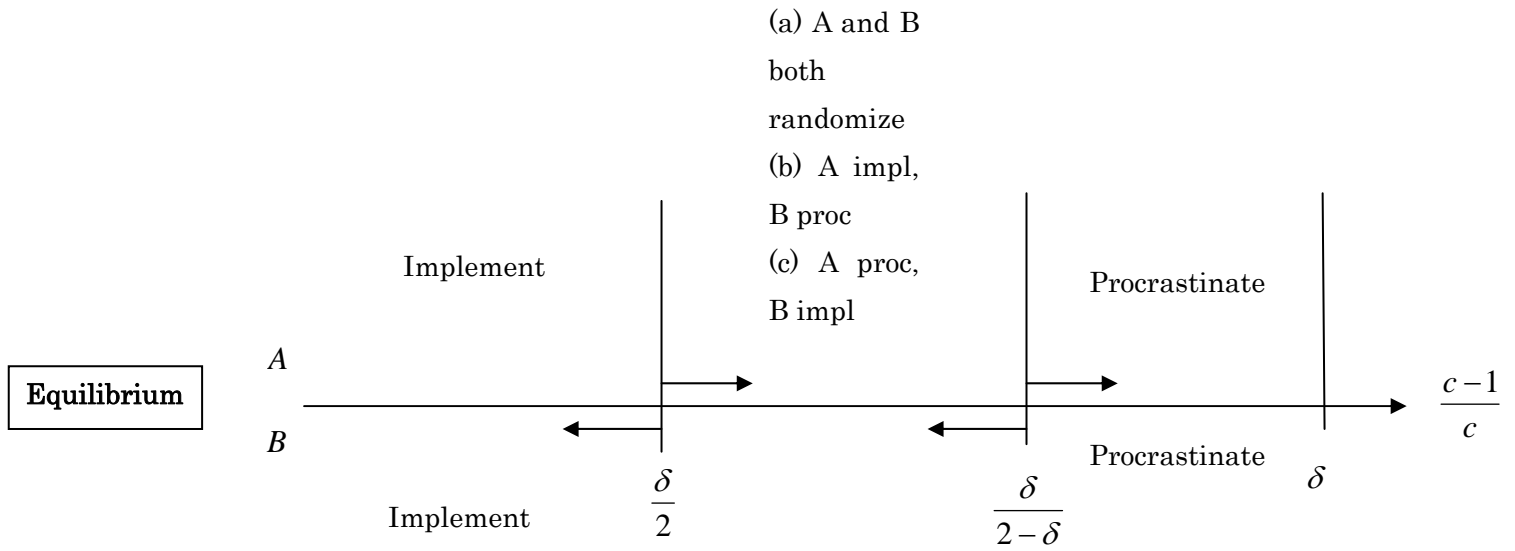 (a) A and B
both
randomize
(b) A impl,
B proc
(c) A proc,
B impl
Implement
Procrastinate
A
Equilibrium
B
c − 1
c
Procrastinate
Implement
δ
2
δ
2 − δ
δ